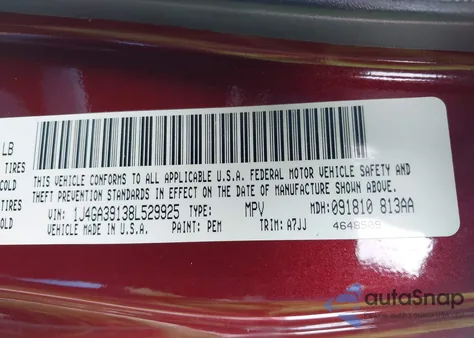 LB
TIRES
COLD
TIRES
COLD
THIS VEHICLE CONFORMS TO ALL APPLICABLE U.S.A. FEDERAL MOTOR VEHICLE SAFETY AND
THEFT PREVENTION STANDARDS IN EFFECT ON THE DATE OF MANUFACTURE SHOWN ABOVE.
VIN: 1J4GA39138L529925 TYPE: MPV MDH: 091810 813AA
VEHICLE MADE IN U.S.A. PAINT: PEM TRIM: A7JJ
autoSnap